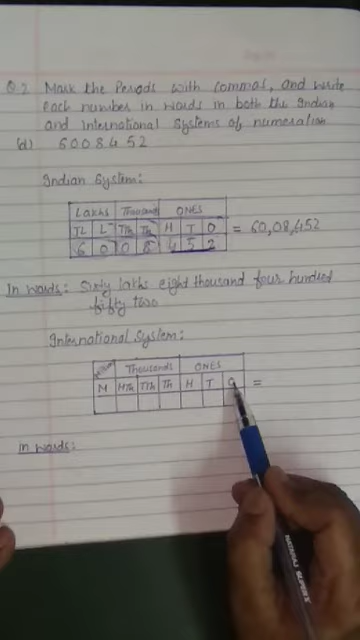 Q.2 Mark the Periods with commas, and write
each number in words in both the Indian
and International Systems of numeration
(d) 6008452
Indian System:
Lakhs Thousand ONES
TL L TTh Th H T O
6 0 0 8 4 5 2 = 60,08,452
In words: Sixty lakhs eight thousand four hundred
fifty two
International System:
Thousands ONES
M HTh TTh Th H T O =
In words: